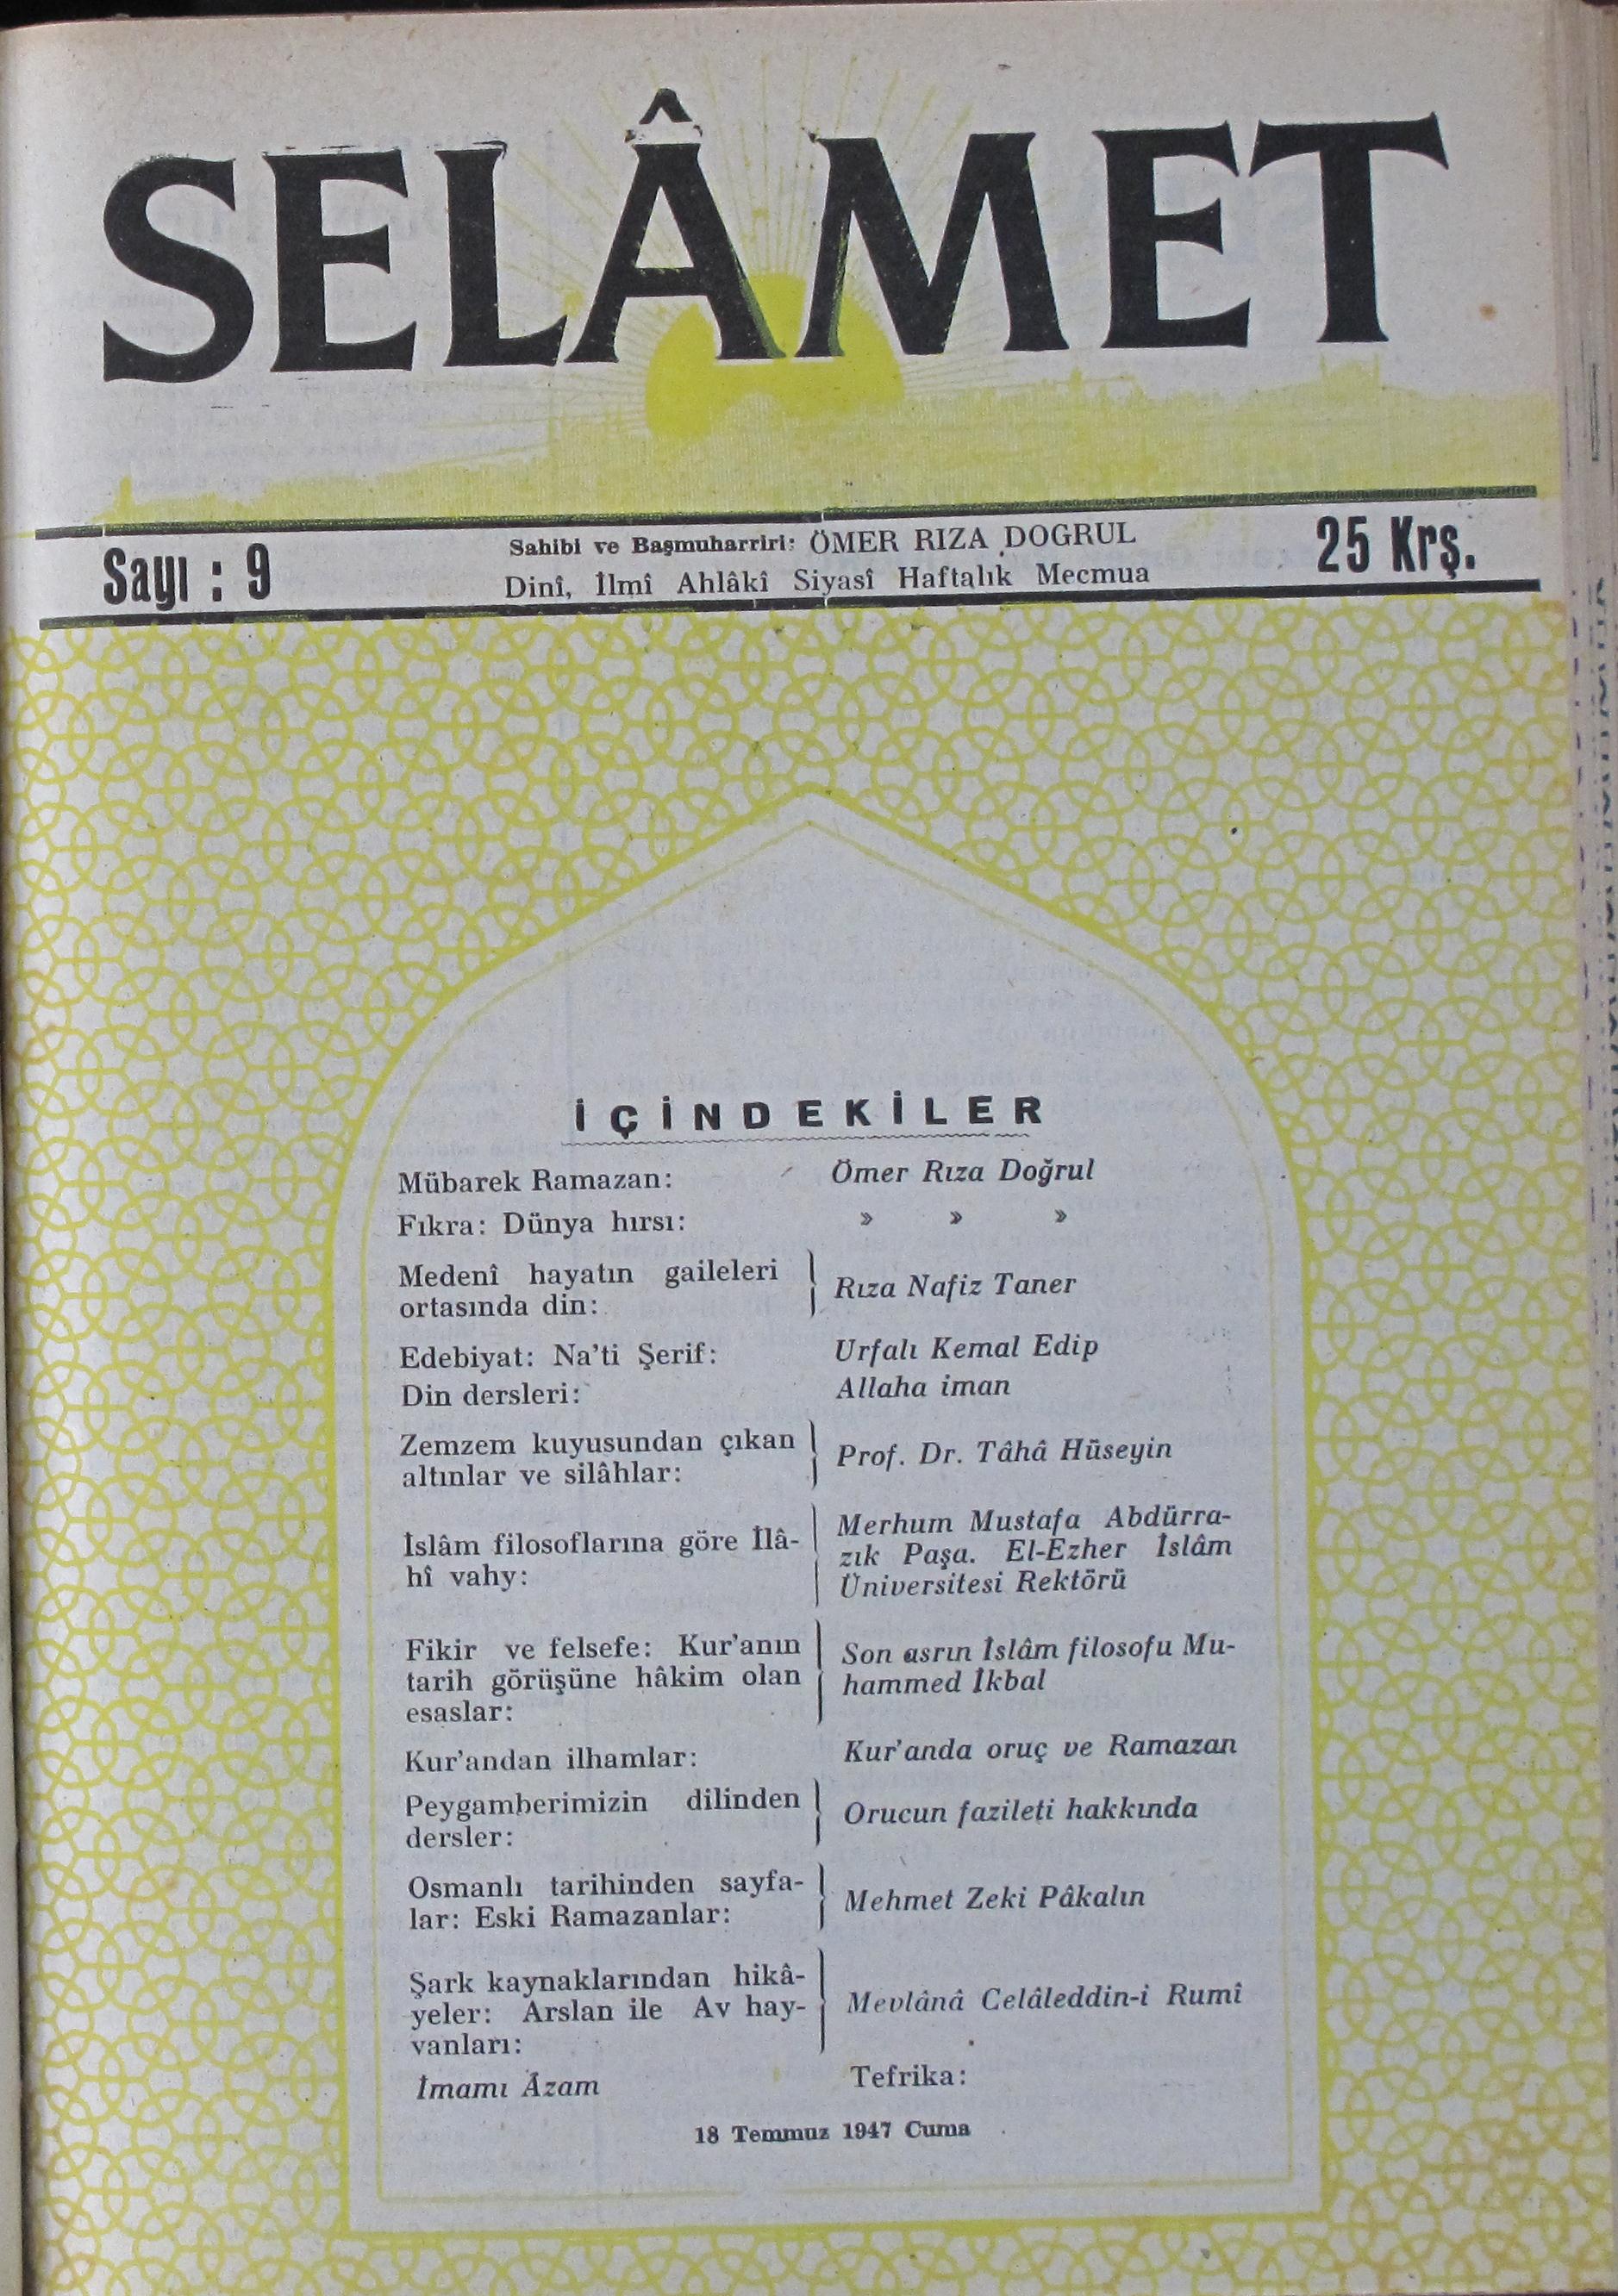 SELÂMET
Sayı : 9
Sahibi ve Başmuharriri: ÖMER RIZA DOGRUL
Dinî, İlmî Ahlâkî Siyasî Haftalık Mecmua
25 Krş.
İÇİNDEKİLER
Mübarek Ramazan: Ömer Rıza Doğrul
Fıkra: Dünya hırsı: » » »
Medenî hayatın gaileleri
ortasında din:
Rıza Nafiz Taner
Edebiyat: Na'ti Şerif: Urfalı Kemal Edip
Din dersleri: Allaha iman
Zemzem kuyusundan çıkan
altınlar ve silâhlar:
Prof. Dr. Tâhâ Hüseyin
İslâm filosoflarına göre İlâ-
hî vahy:
Merhum Mustafa Abdürra-
zık Paşa. El-Ezher İslâm
Üniversitesi Rektörü
Fikir ve felsefe: Kur'anın
tarih görüşüne hâkim olan
esaslar:
Son asrın İslâm filosofu Mu-
hammed İkbal
Kur'andan ilhamlar: Kur'anda oruç ve Ramazan
Peygamberimizin dilinden
dersler:
Orucun fazileti hakkında
Osmanlı tarihinden sayfa-
lar: Eski Ramazanlar:
Mehmet Zeki Pâkalın
Şark kaynaklarından hikâ-
yeler: Arslan ile Av hay-
vanları:
Mevlânâ Celâleddin-i Rumî
İmamı Âzam Tefrika:
18 Temmuz 1947 Cuma